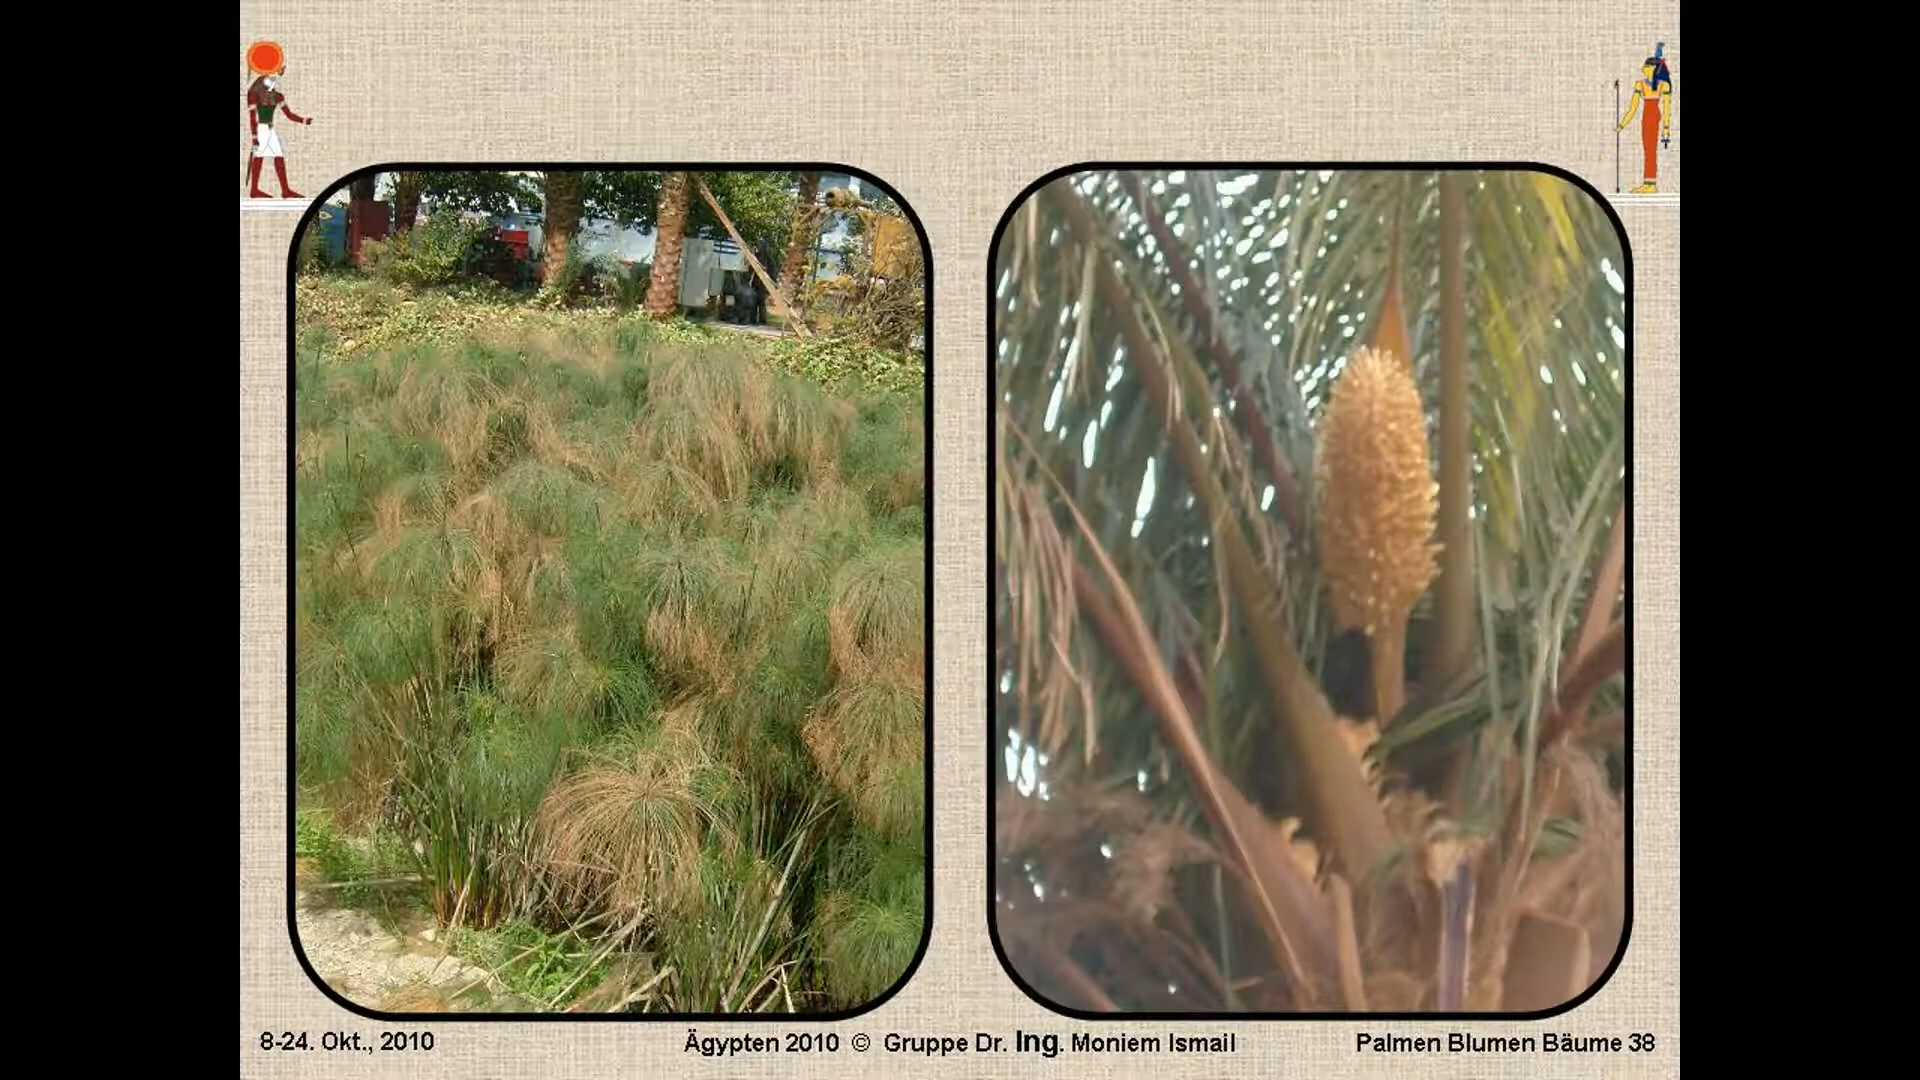 8-24. Okt., 2010
Ägypten 2010 © Gruppe Dr. Ing. Moniem Ismail
Palmen Blumen Bäume 38